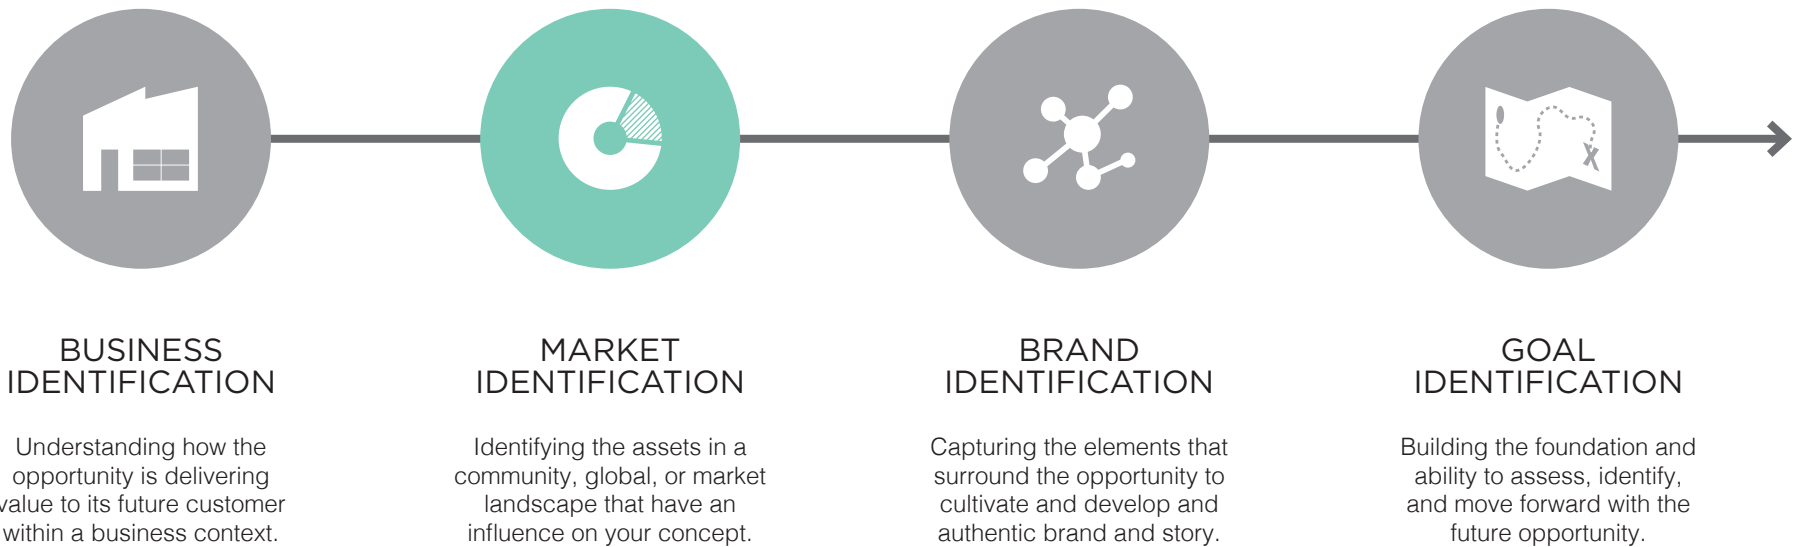 BUSINESS
IDENTIFICATION
Understanding how the
opportunity is delivering
value to its future customer
within a business context.
MARKET
IDENTIFICATION
Identifying the assets in a
community, global, or market
landscape that have an
influence on your concept.
BRAND
IDENTIFICATION
Capturing the elements that
surround the opportunity to
cultivate and develop and
authentic brand and story.
GOAL
IDENTIFICATION
Building the foundation and
ability to assess, identify,
and move forward with the
future opportunity.